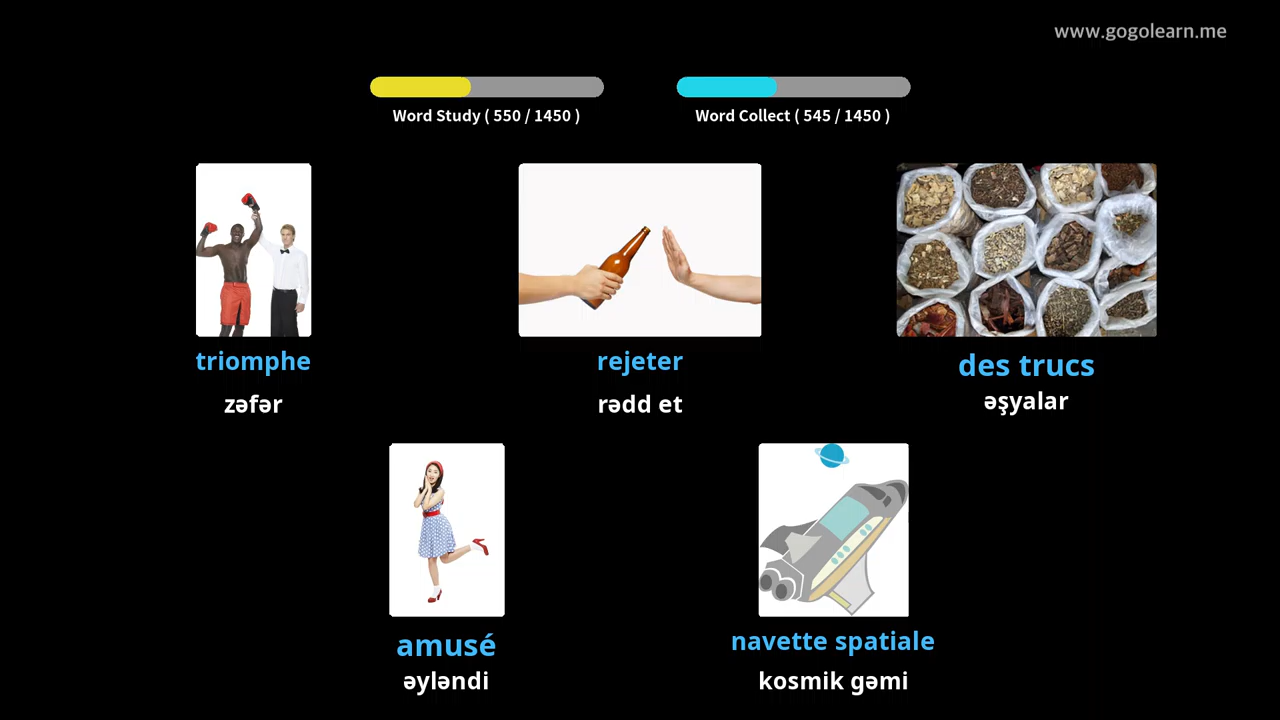 www.gogolearn.me
Word Study ( 550 / 1450 )
Word Collect ( 545 / 1450 )
triomphe
zəfər
rejeter
rədd et
des trucs
əşyalar
amusé
əyləndi
navette spatiale
kosmik gəmi